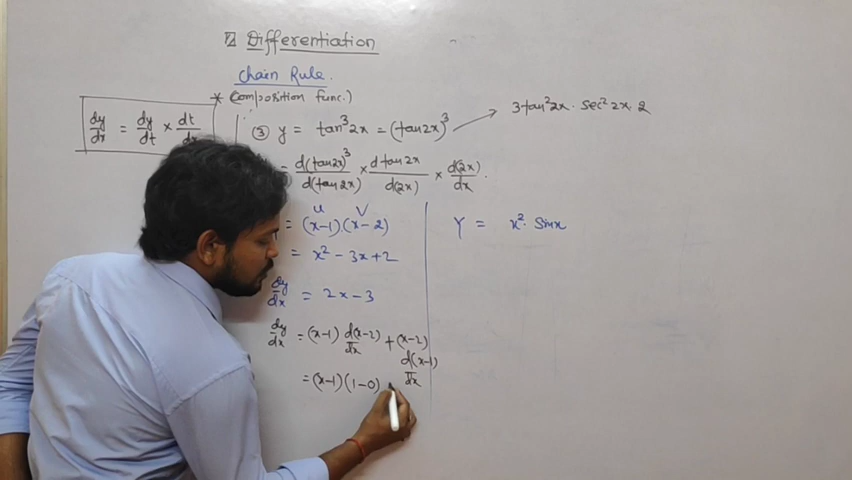 Differentiation
Chain Rule.
* (Composition func.)
dy/dx = dy/dt × dt/
③ y = tan³2x = (tan2x)³
3tan²2x · sec²2x · 2
= d(tan2x)³/d(tan2x) × d tan2x/d(2x) × d(2x)/dx .
u v
= (x-1).(x-2)
= x² - 3x + 2
dy/dx = 2x - 3
dy/dx = (x-1) d(x-2)/dx + (x-2) d(x-1)/dx
= (x-1) (1-0)
Y = x² · Sinx